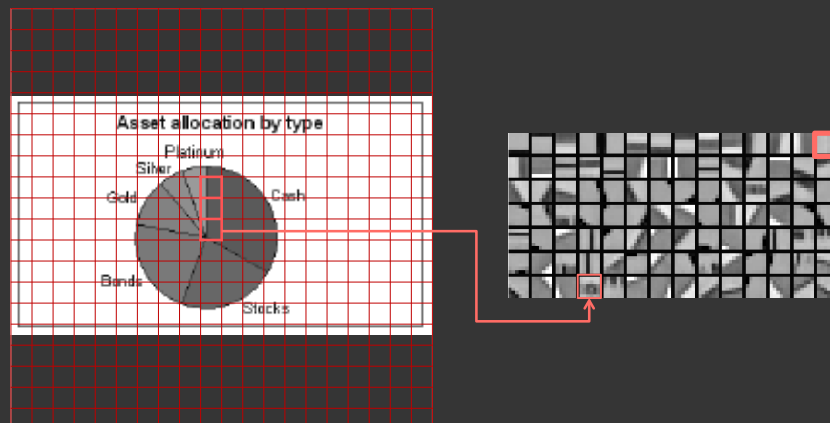 Asset allocation by type
Platinum
Silver
Gold
Cash
Bonds
Stocks